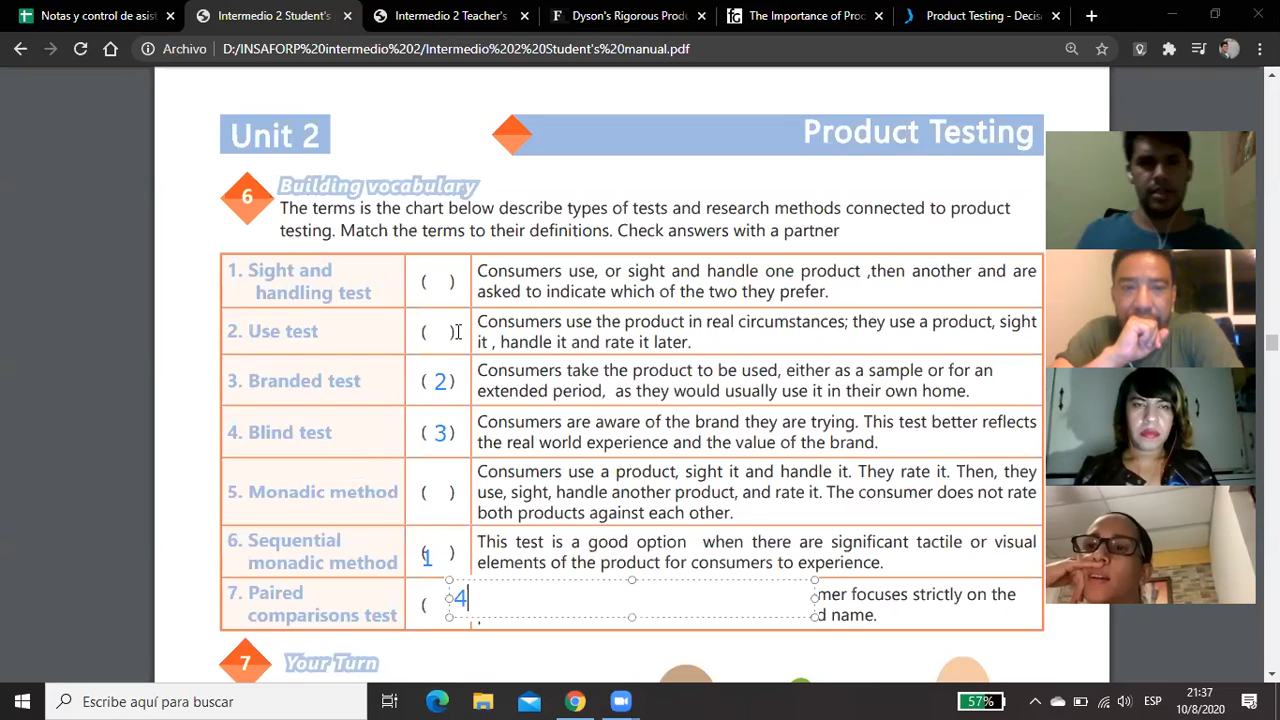 Notas y control de asist
Intermedio 2 Student's
Intermedio 2 Teacher's
Dyson's Rigorous Produ
The Importance of Proc
Product Testing - Decis
Archivo
D:/INSAFORP%20intermedio%202/Intermedio%202%20Student's%20manual.pdf
Unit 2
Product Testing
6
Building vocabulary
The terms is the chart below describe types of tests and research methods connected to product
testing. Match the terms to their definitions. Check answers with a partner
1. Sight and
handling test
( )
Consumers use, or sight and handle one product ,then another and are
asked to indicate which of the two they prefer.
2. Use test
( )
Consumers use the product in real circumstances; they use a product, sight
it , handle it and rate it later.
3. Branded test
( 2 )
Consumers take the product to be used, either as a sample or for an
extended period, as they would usually use it in their own home.
4. Blind test
( 3 )
Consumers are aware of the brand they are trying. This test better reflects
the real world experience and the value of the brand.
5. Monadic method
( )
Consumers use a product, sight it and handle it. They rate it. Then, they
use, sight, handle another product, and rate it. The consumer does not rate
both products against each other.
6. Sequential
monadic method
( 1 )
This test is a good option when there are significant tactile or visual
elements of the product for consumers to experience.
7. Paired
comparisons test
( 4
mer focuses strictly on the
d name.
7
Your Turn
Escribe aquí para buscar
57%
ESP
21:37
10/8/2020